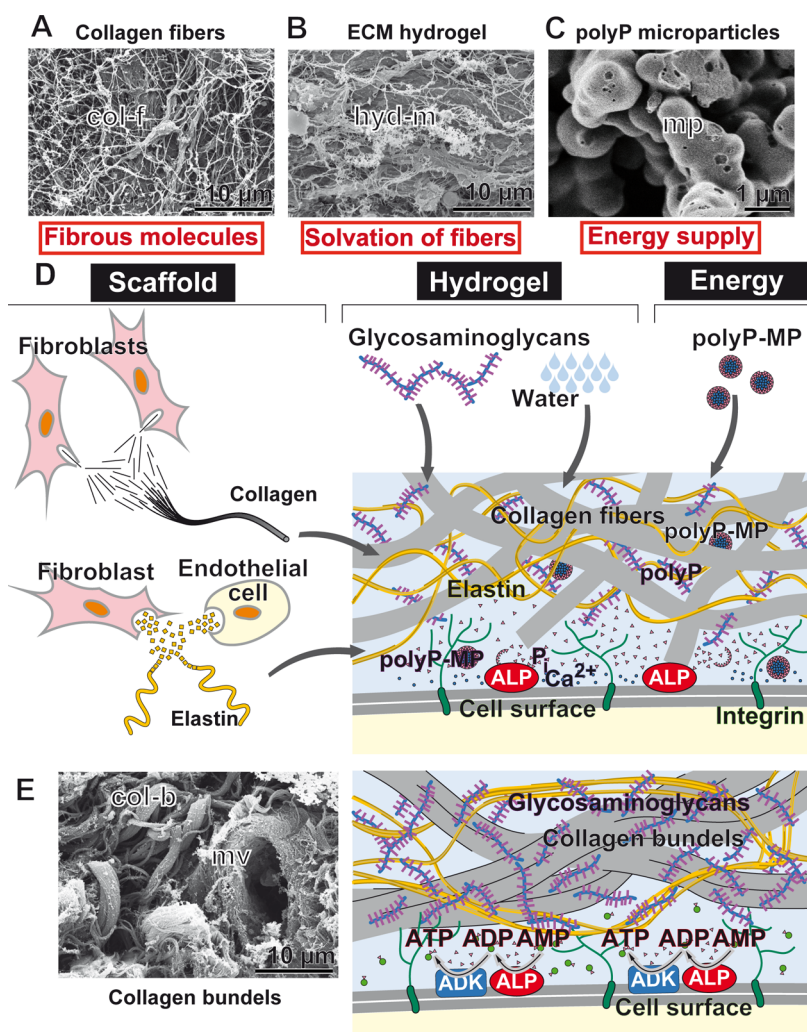 A
Collagen fibers
col-f
10 µm
Fibrous molecules
B
ECM hydrogel
hyd-m
10 µm
Solvation of fibers
C
polyP microparticles
mp
1 µm
Energy supply
D
Scaffold
Hydrogel
Energy
Fibroblasts
Glycosaminoglycans
polyP-MP
Water
Collagen
Fibroblast
Endothelial
cell
Elastin
Collagen fibers
polyP-MP
Elastin
polyP
polyP-MP
Pi
ALP
Ca2+
ALP
Cell surface
Integrin
E
col-b
mv
10 µm
Collagen bundels
Glycosaminoglycans
Collagen bundels
ATP ADP AMP
ATP ADP AMP
ADK
ALP
ADK
ALP
Cell surface